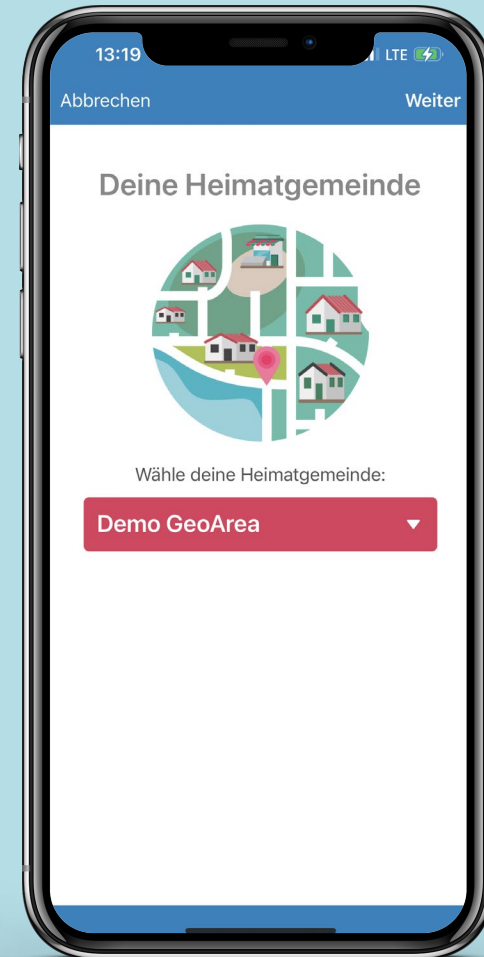 13:19 LTE
Abbrechen Weiter
Deine Heimatgemeinde
Wähle deine Heimatgemeinde:
Demo GeoArea